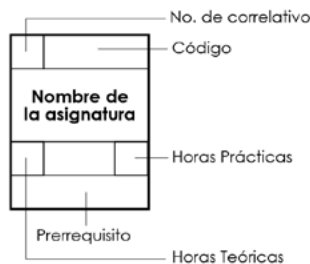 No. de correlativo
Código
Nombre de
la asignatura
Horas Prácticas
Prerrequisito
Horas Teóricas